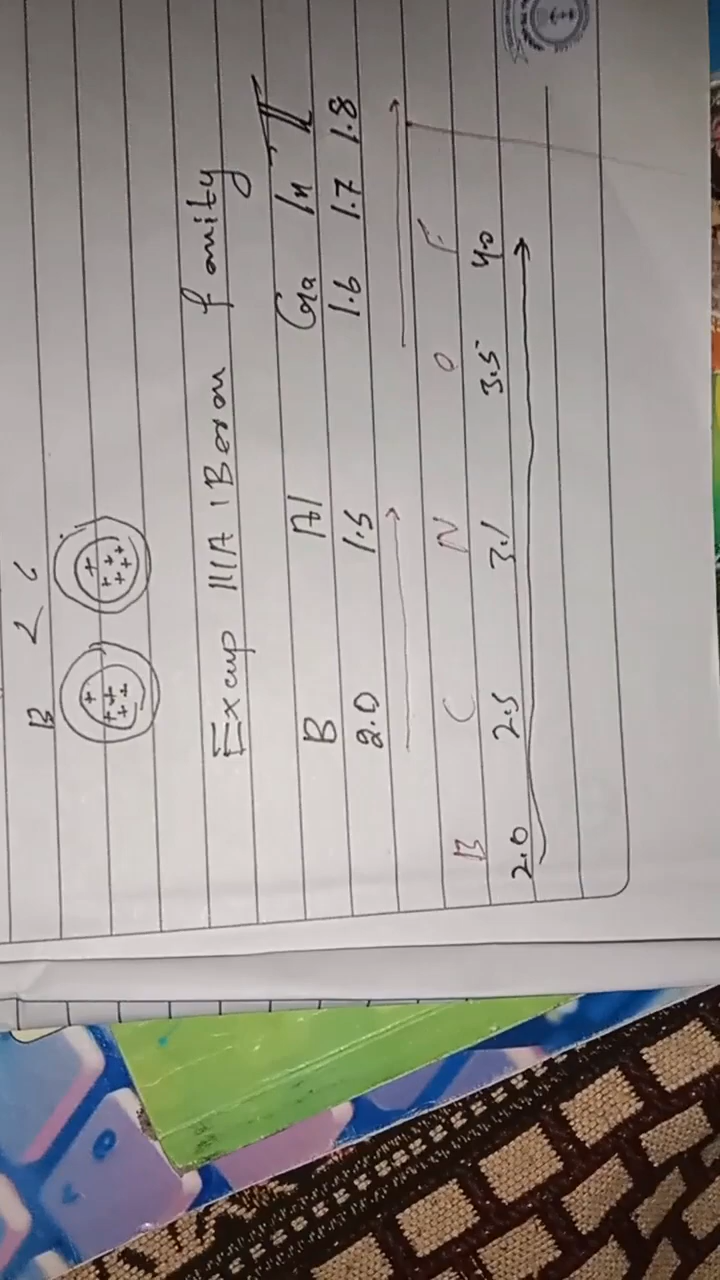 B < C
+ + + + + + + + + + +
Excep IIIA | Boron family
B Al Ga In Tl
2.0 1.5 1.6 1.7 1.8
B C N O F
2.0 2.5 3.1 3.5 4.0